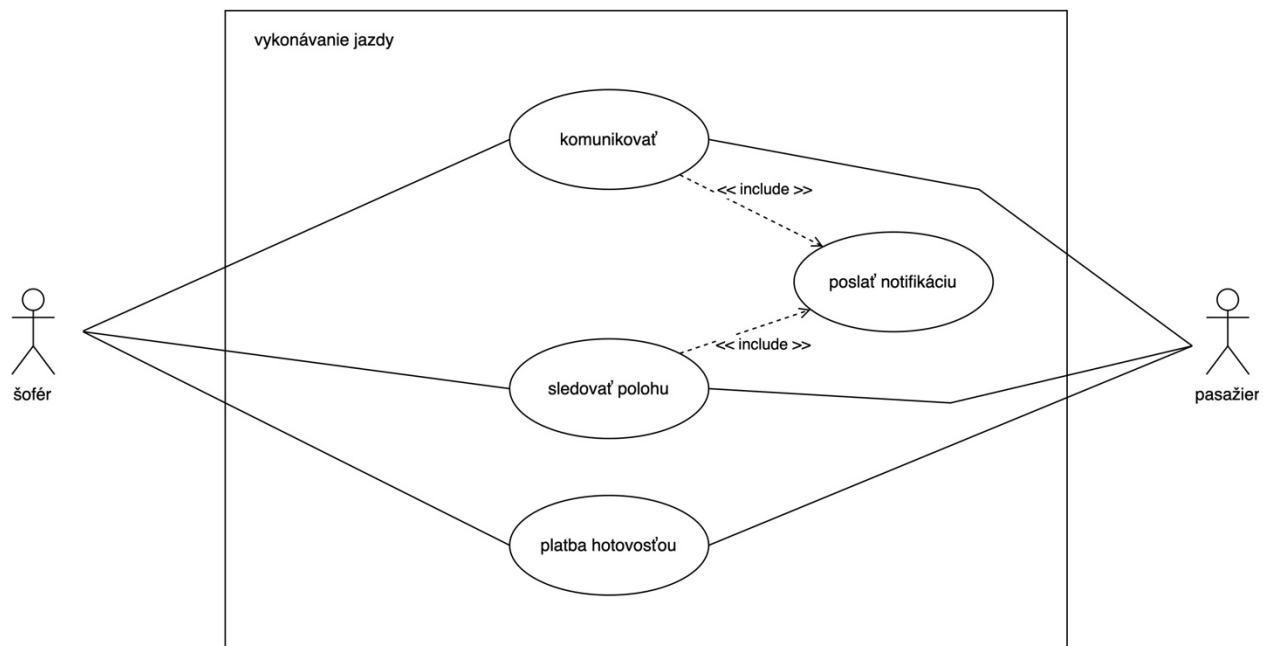 vykonávanie jazdy
komunikovať
<< include >>
poslať notifikáciu
<< include >>
sledovať polohu
šofér
pasažier
platba hotovosťou